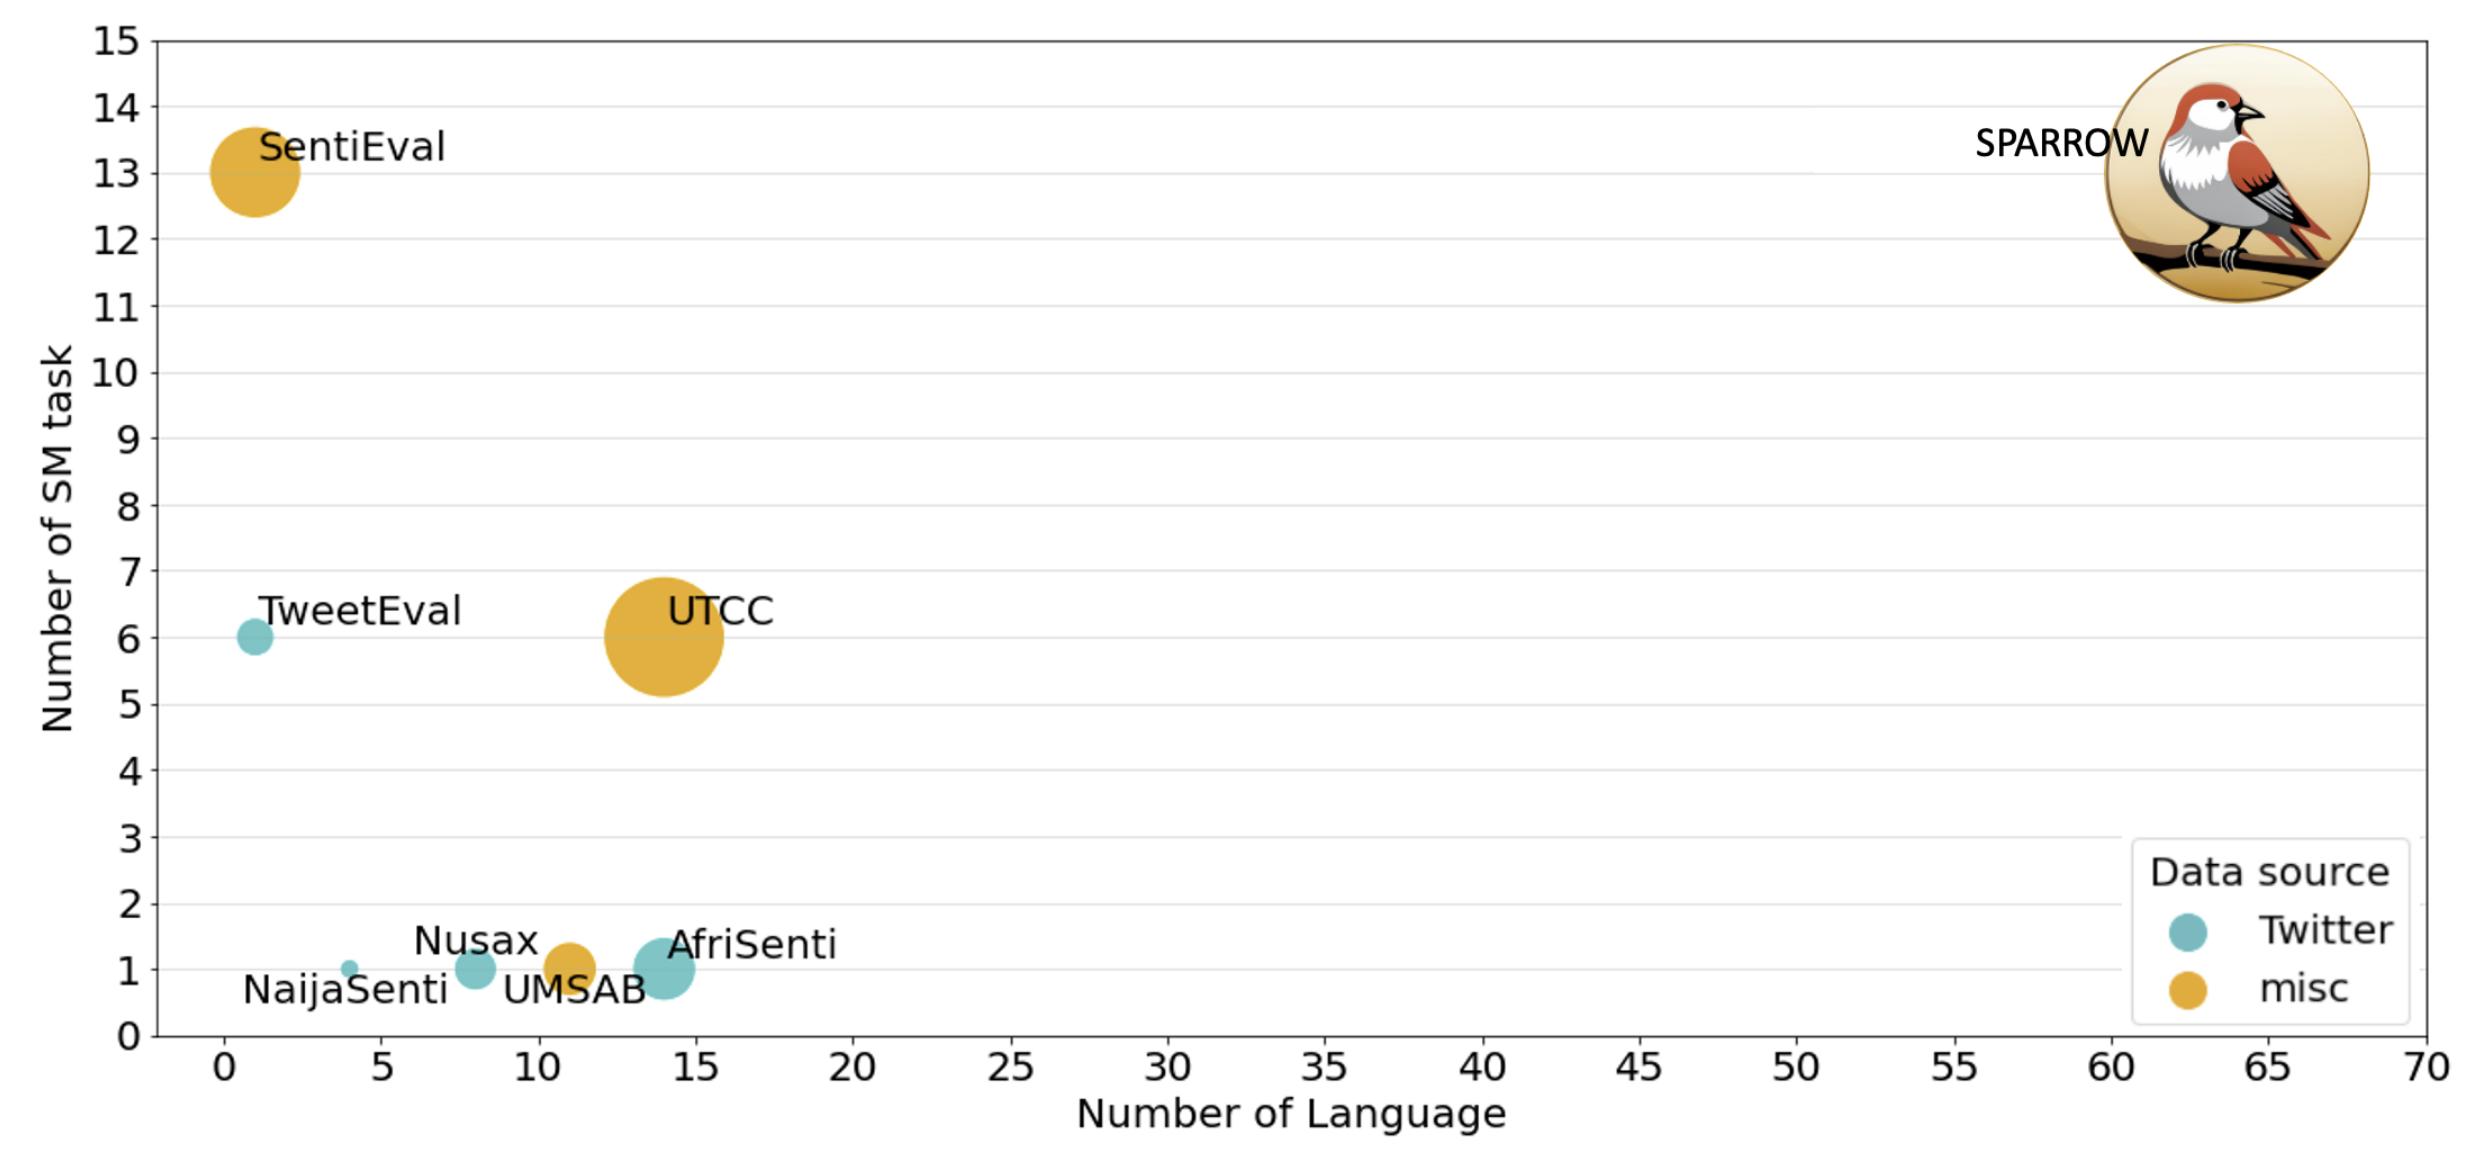 15
14
13
12
11
10
9
8
7
6
5
4
3
2
1
0
Number of SM task
SentiEval
SPARROW
TweetEval
UTCC
Nusax
AfriSenti
NaijaSenti
UMSAB
Data source
Twitter
misc
0 5 10 15 20 25 30 35 40 45 50 55 60 65 70
Number of Language